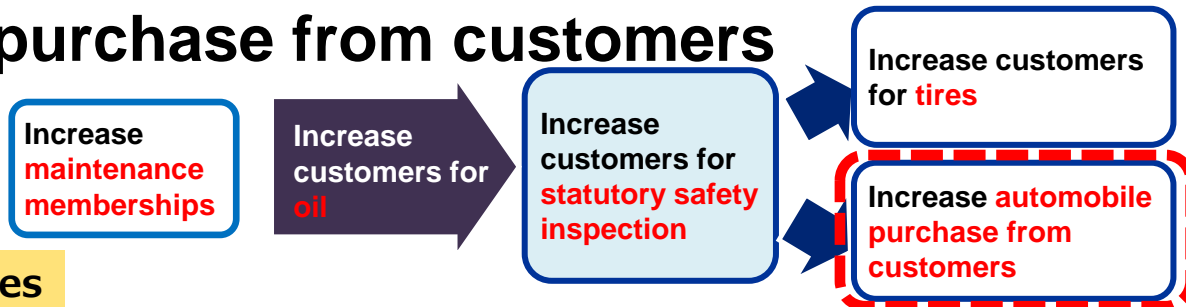 purchase from customers
Increase
maintenance
memberships
Increase
customers for
oil
Increase
customers for
statutory safety
inspection
Increase customers
for tires
Increase automobile
purchase from
customers
es